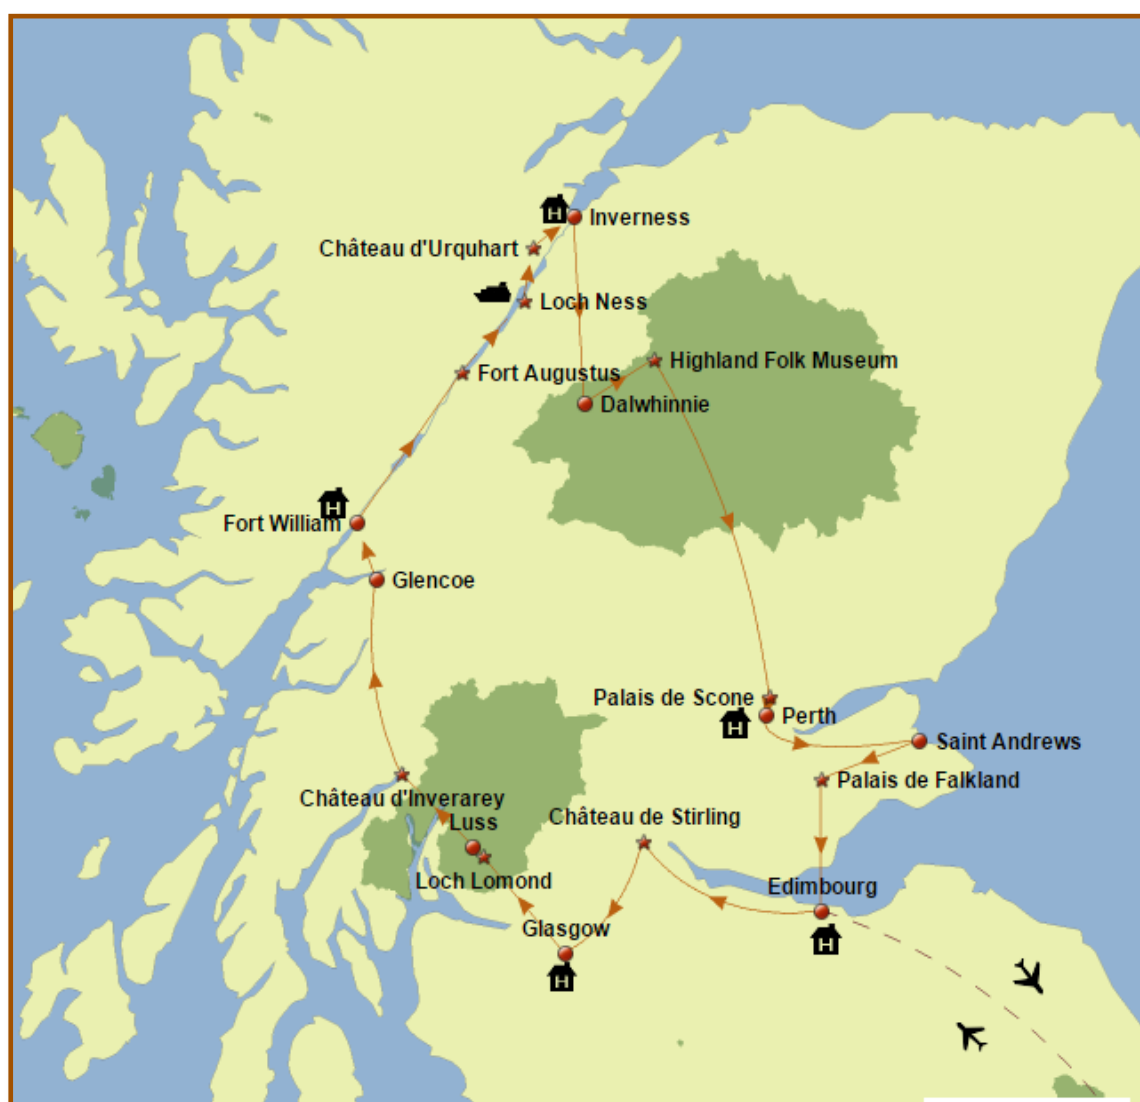 Inverness
Château d'Urquhart
Loch Ness
Highland Folk Museum
Fort Augustus
Dalwhinnie
Fort William
Glencoe
Palais de Scone
Perth
Saint Andrews
Palais de Falkland
Château d'Inverarey
Château de Stirling
Luss
Loch Lomond
Edimbourg
Glasgow
H
H
H
H
H